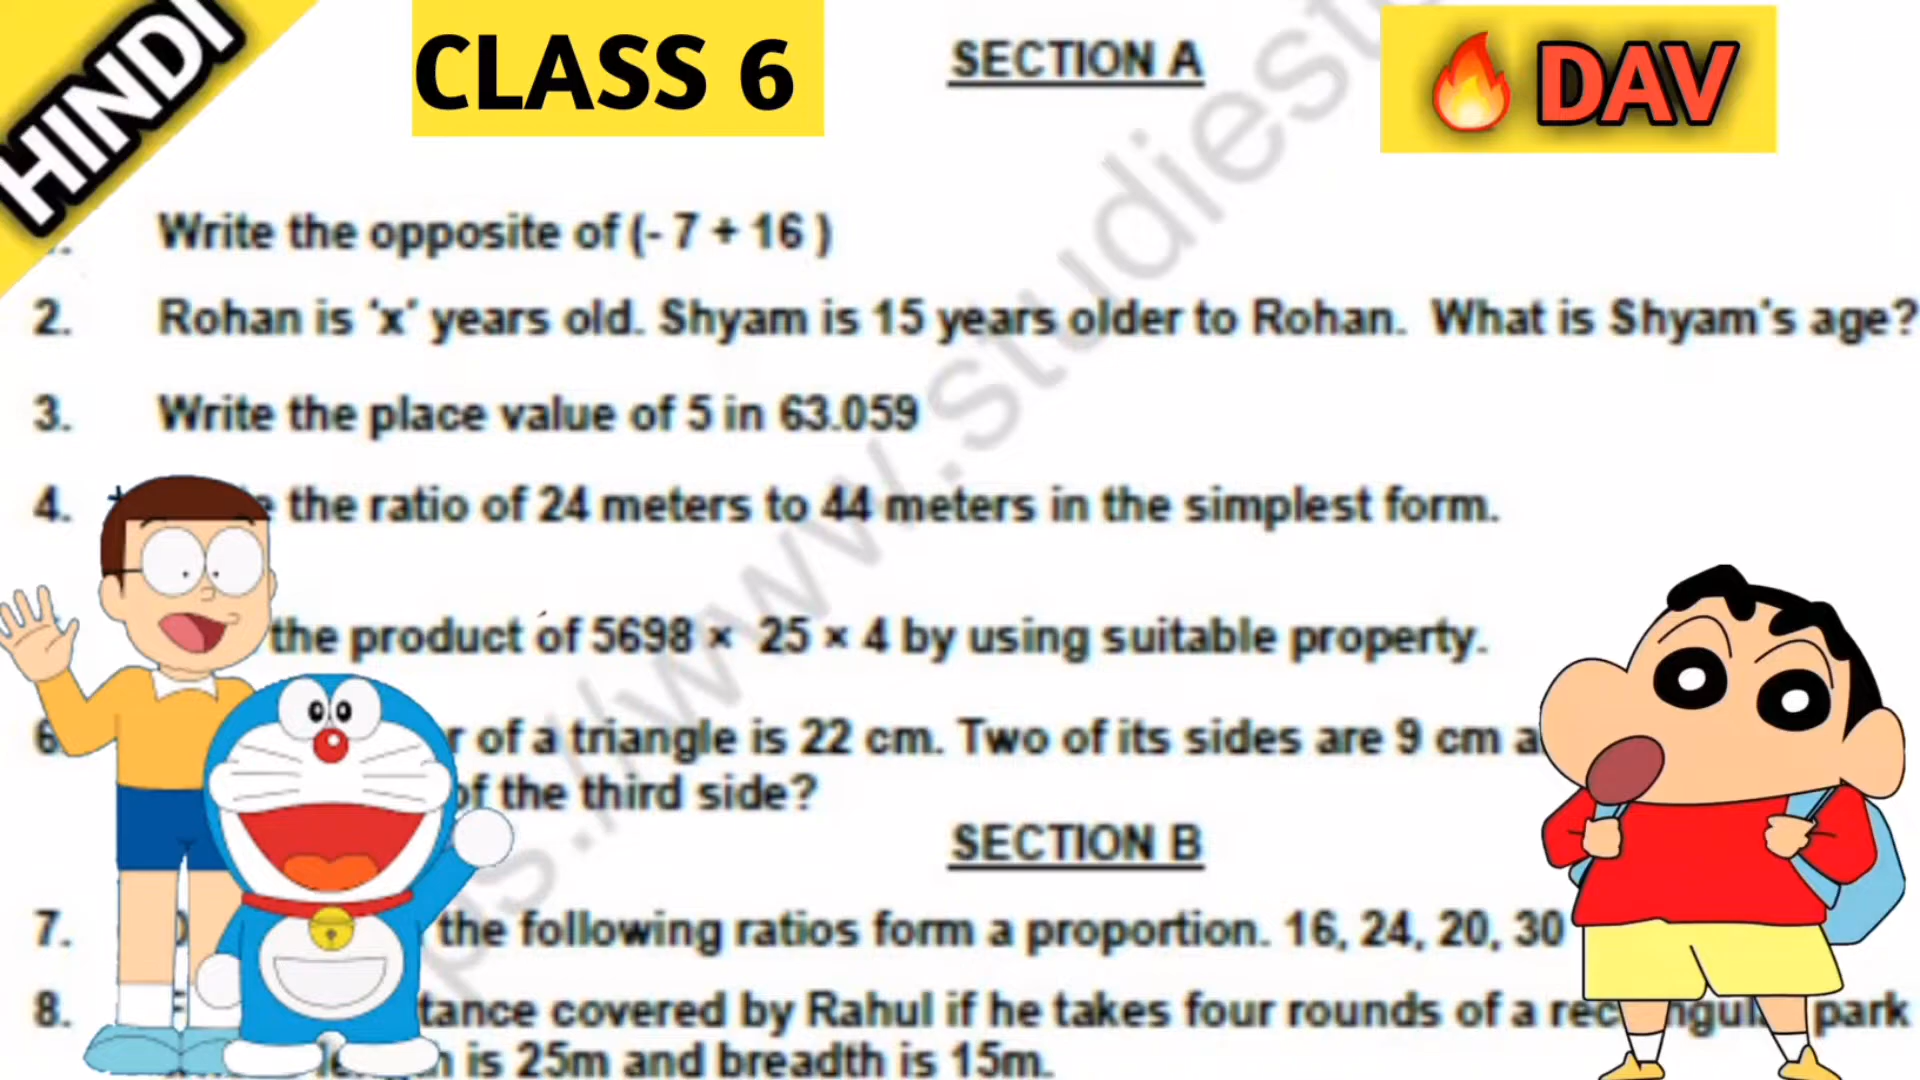 HINDI
CLASS 6
SECTION A
DAV
Write the opposite of (- 7 + 16 )
2. Rohan is 'x' years old. Shyam is 15 years older to Rohan. What is Shyam's age?
3. Write the place value of 5 in 63.059
4. the ratio of 24 meters to 44 meters in the simplest form.
the product of 5698 × 25 × 4 by using suitable property.
6 of a triangle is 22 cm. Two of its sides are 9 cm
of the third side?
SECTION B
7. the following ratios form a proportion. 16, 24, 20, 30
8. covered by Rahul if he takes four rounds of a park
is 25m and breadth is 15m.
www.studiest